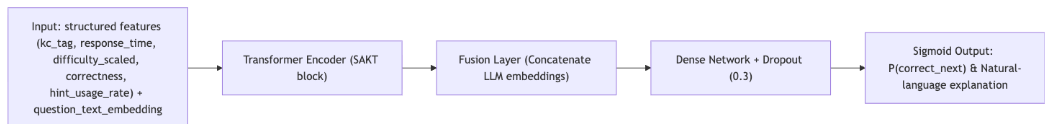 Input: structured features
(kc_tag, response_time,
difficulty_scaled,
correctness,
hint_usage_rate) +
question_text_embedding
Transformer Encoder (SAKT
block)
Fusion Layer (Concatenate
LLM embeddings)
Dense Network + Dropout
(0.3)
Sigmoid Output:
P(correct_next) & Natural-
language explanation